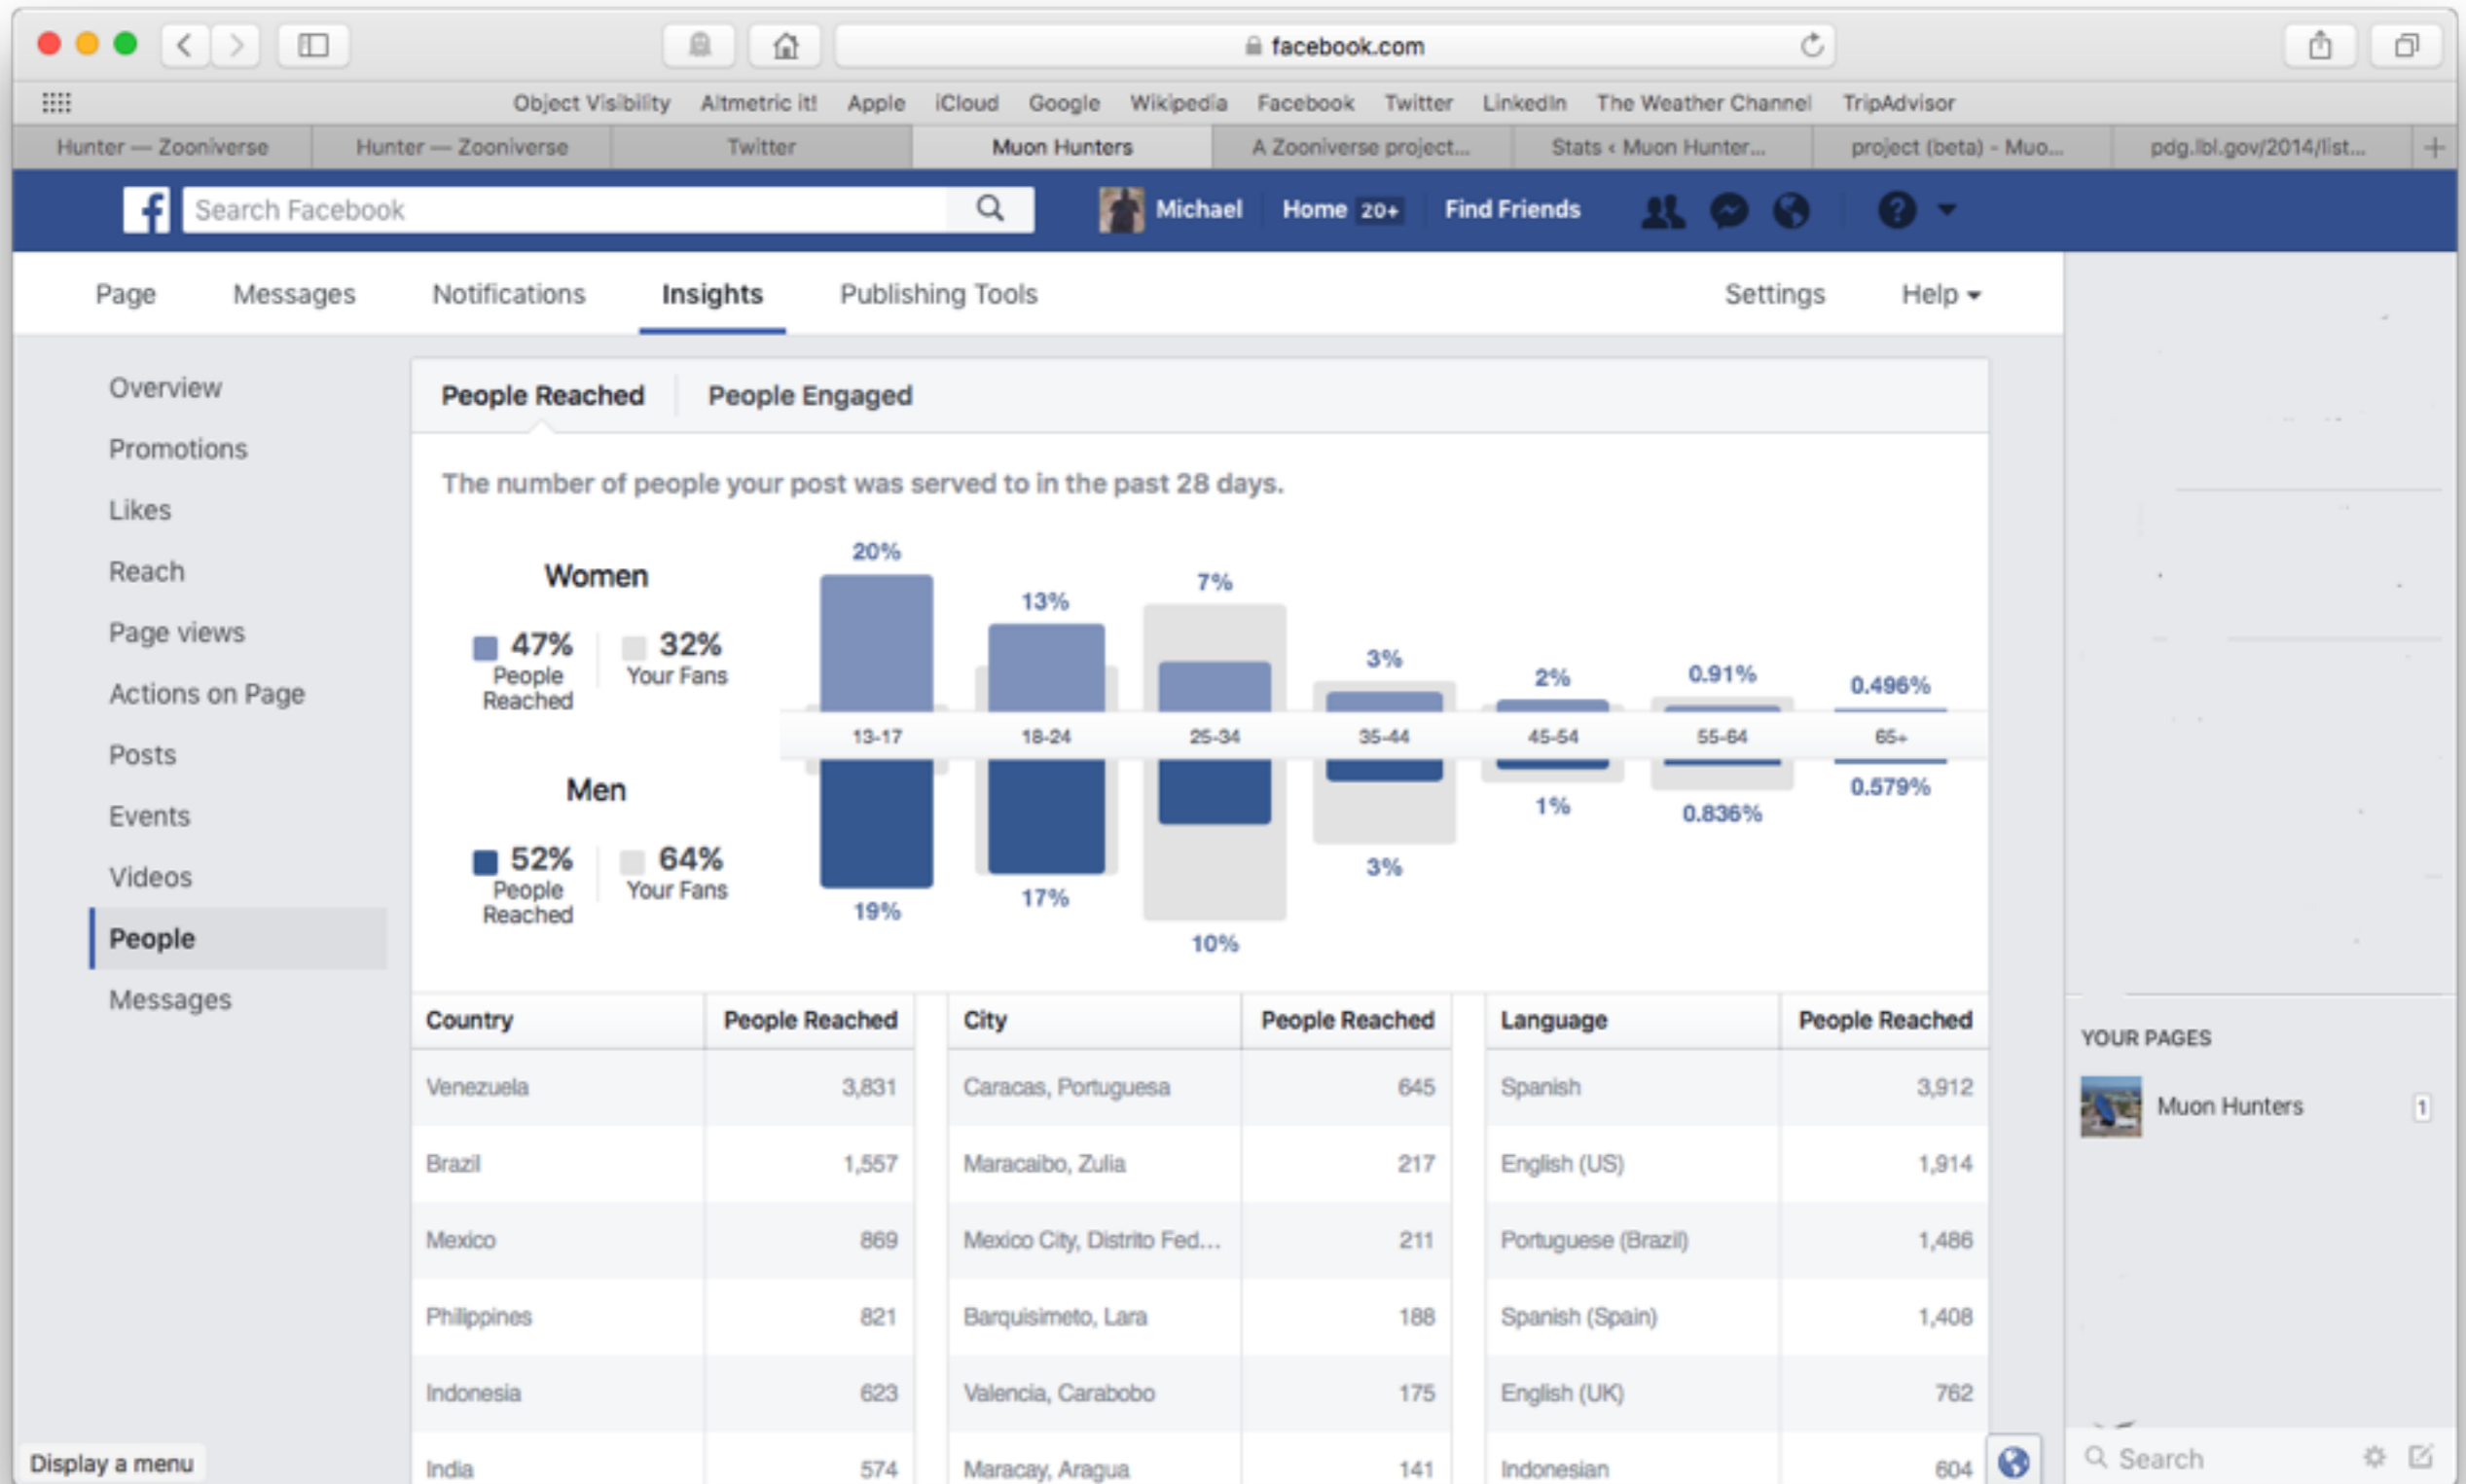 facebook.com
Object Visibility Altmetric it! Apple iCloud Google Wikipedia Facebook Twitter LinkedIn The Weather Channel TripAdvisor
Hunter — Zooniverse Hunter — Zooniverse Twitter Muon Hunters A Zooniverse project... Stats ‹ Muon Hunter... project (beta) - Muo... pdg.lbl.gov/2014/list... +
f Search Facebook Michael Home 20+ Find Friends ?
Page Messages Notifications Insights Publishing Tools Settings Help
Overview
Promotions
Likes
Reach
Page views
Actions on Page
Posts
Events
Videos
People
Messages
People Reached People Engaged
The number of people your post was served to in the past 28 days.
Women
47% 32%
People Your Fans
Reached
20% 13% 7% 3% 2% 0.91% 0.496%
13-17 18-24 25-34 35-44 45-54 55-64 65+
Men
52% 64%
People Your Fans
Reached
19% 17% 10% 3% 1% 0.836% 0.579%
Country People Reached City People Reached Language People Reached
Venezuela 3,831 Caracas, Portuguesa 645 Spanish 3,912
Brazil 1,557 Maracaibo, Zulia 217 English (US) 1,914
Mexico 869 Mexico City, Distrito Fed... 211 Portuguese (Brazil) 1,486
Philippines 821 Barquisimeto, Lara 188 Spanish (Spain) 1,408
Indonesia 623 Valencia, Carabobo 175 English (UK) 762
India 574 Maracay, Aragua 141 Indonesian 604
YOUR PAGES
Muon Hunters 1
Search
Display a menu